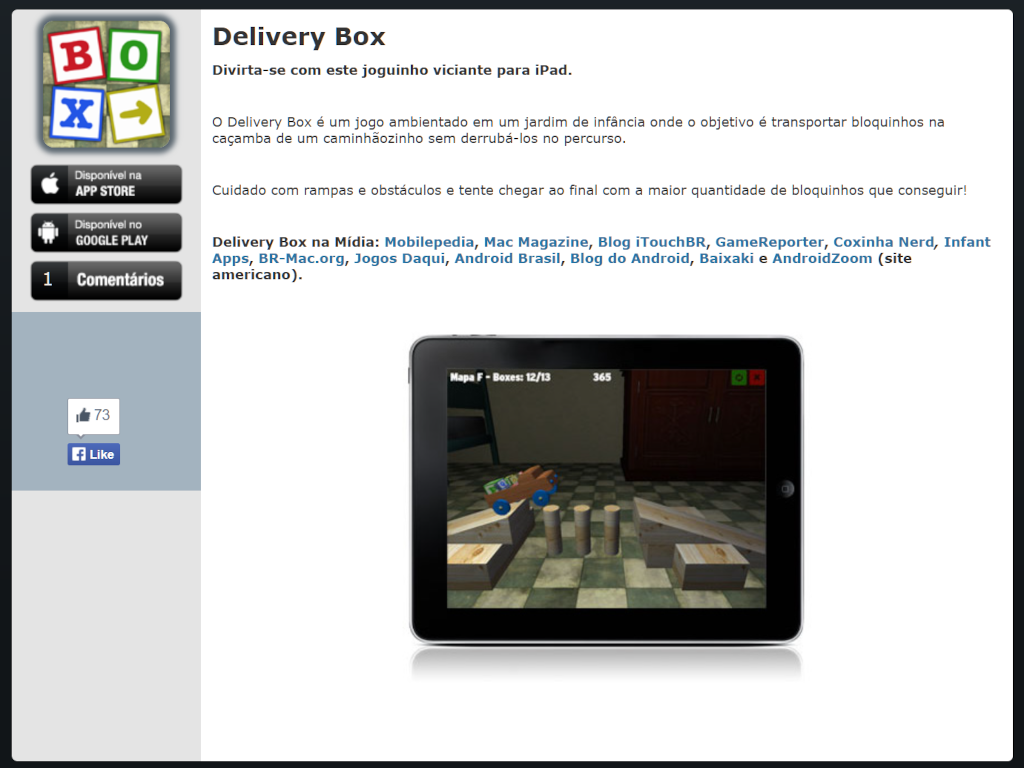 BO
X
Disponível na
APP STORE
Disponível no
GOOGLE PLAY
1 Comentários
73
Like
Delivery Box
Divirta-se com este joguinho viciante para iPad.
O Delivery Box é um jogo ambientado em um jardim de infância onde o objetivo é transportar bloquinhos na
caçamba de um caminhãozinho sem derrubá-los no percurso.
Cuidado com rampas e obstáculos e tente chegar ao final com a maior quantidade de bloquinhos que conseguir!
Delivery Box na Mídia: Mobilepedia, Mac Magazine, Blog iTouchBR, GameReporter, Coxinha Nerd, Infant
Apps, BR-Mac.org, Jogos Daqui, Android Brasil, Blog do Android, Baixaki e AndroidZoom (site
americano).
Mapa F - Boxes: 12/13 365